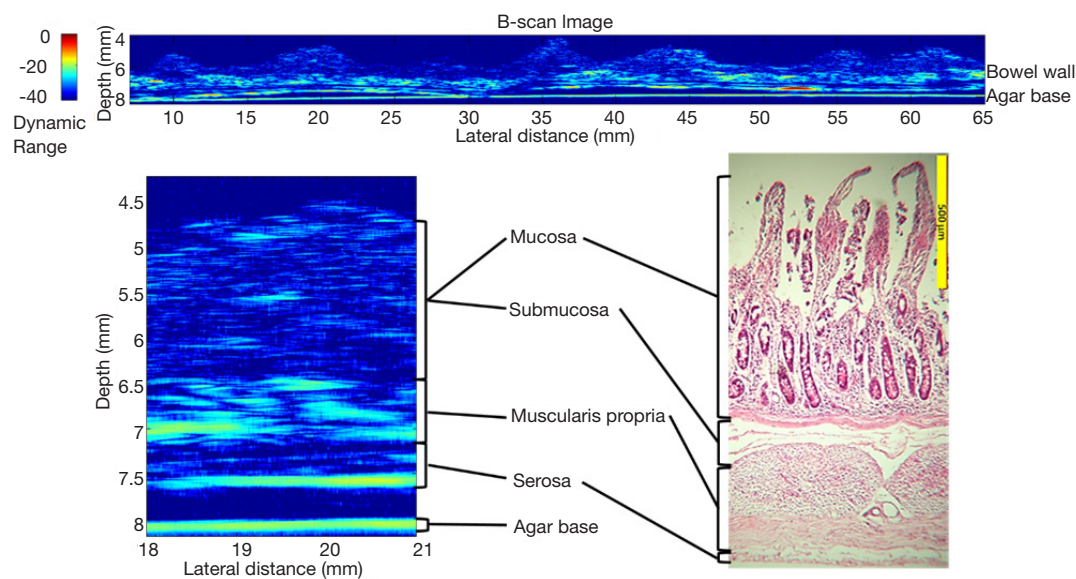 B-scan Image
0
-20
-40
Dynamic
Range
Depth (mm)
4
6
8
Bowel wall
Agar base
10
15
20
25
30
35
40
45
50
55
60
65
Lateral distance (mm)
4.5
5
5.5
6
6.5
7
7.5
8
Depth (mm)
18
19
20
21
Lateral distance (mm)
Mucosa
Submucosa
Muscularis propria
Serosa
Agar base
500 µm